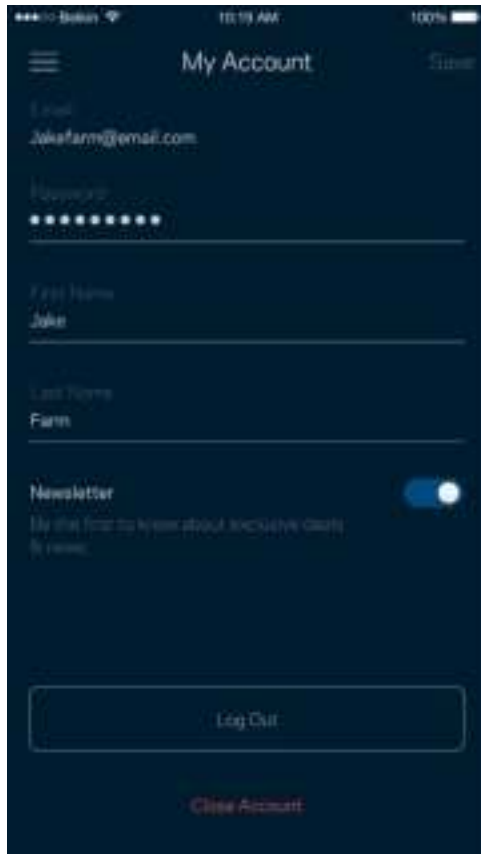 Belkin 10:19 AM 100%
My Account Save
Email
Jakefarm@email.com
Password
First Name
Jake
Last Name
Farm
Newsletter
Be the first to know about exclusive deals
& news.
Log Out
Close Account